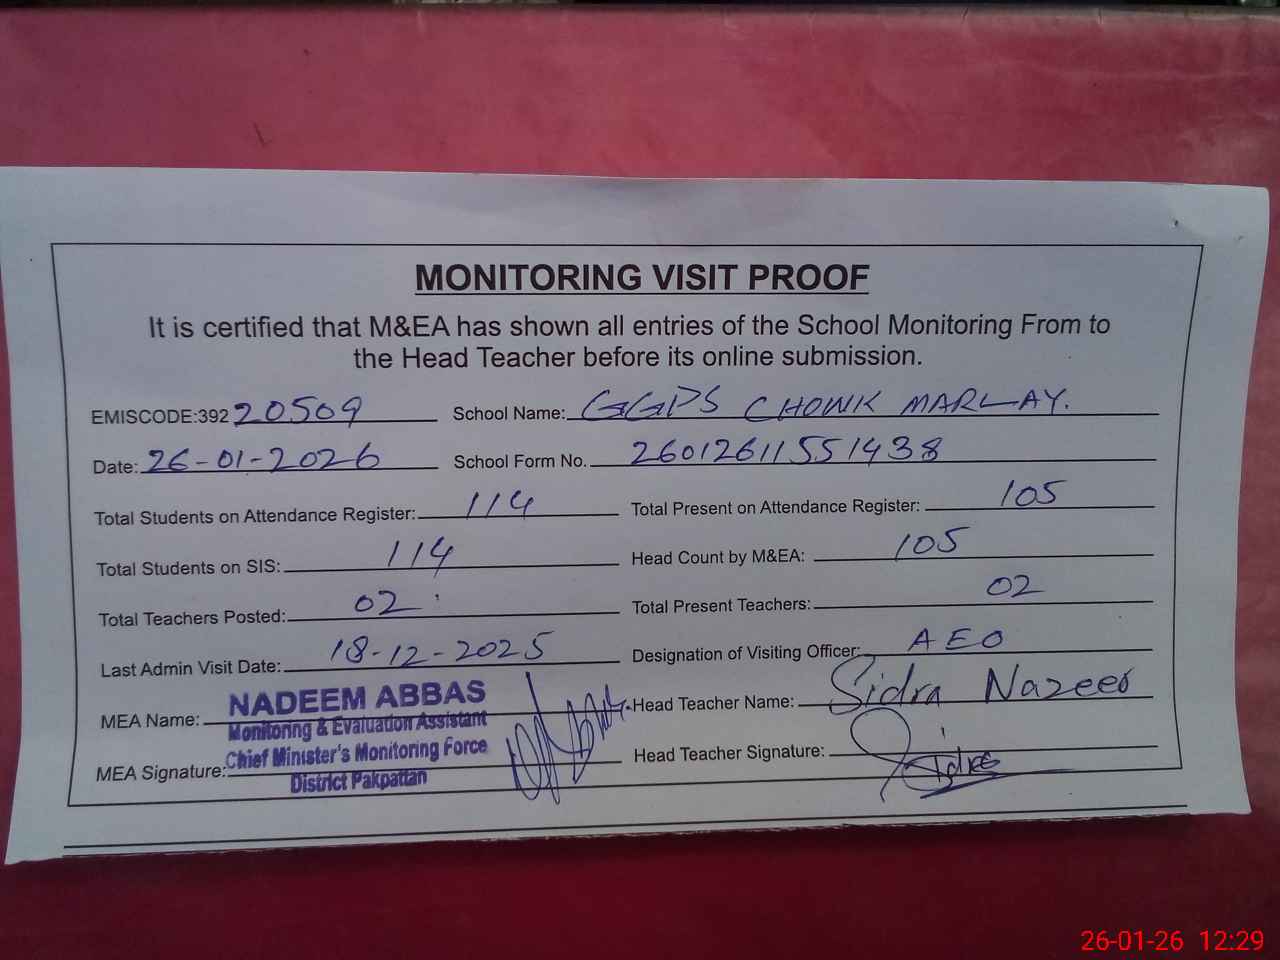 MONITORING VISIT PROOF
It is certified that M&EA has shown all entries of the School Monitoring From to
the Head Teacher before its online submission.
EMISCODE:392 20509 School Name: GGPS CHOWK MARLAY.
Date: 26-01-2026 School Form No. 26012611551438
Total Students on Attendance Register: 114 Total Present on Attendance Register: 105
Total Students on SIS: 114 Head Count by M&EA: 105
Total Teachers Posted: 02 Total Present Teachers: 02
Last Admin Visit Date: 18-12-2025 Designation of Visiting Officer: AEO
MEA Name: NADEEM ABBAS Head Teacher Name: Sidra Nazeer
Monitoring & Evaluation Assistant
MEA Signature: Chief Minister's Monitoring Force Head Teacher Signature:
District Pakpattan
26-01-26 12:29